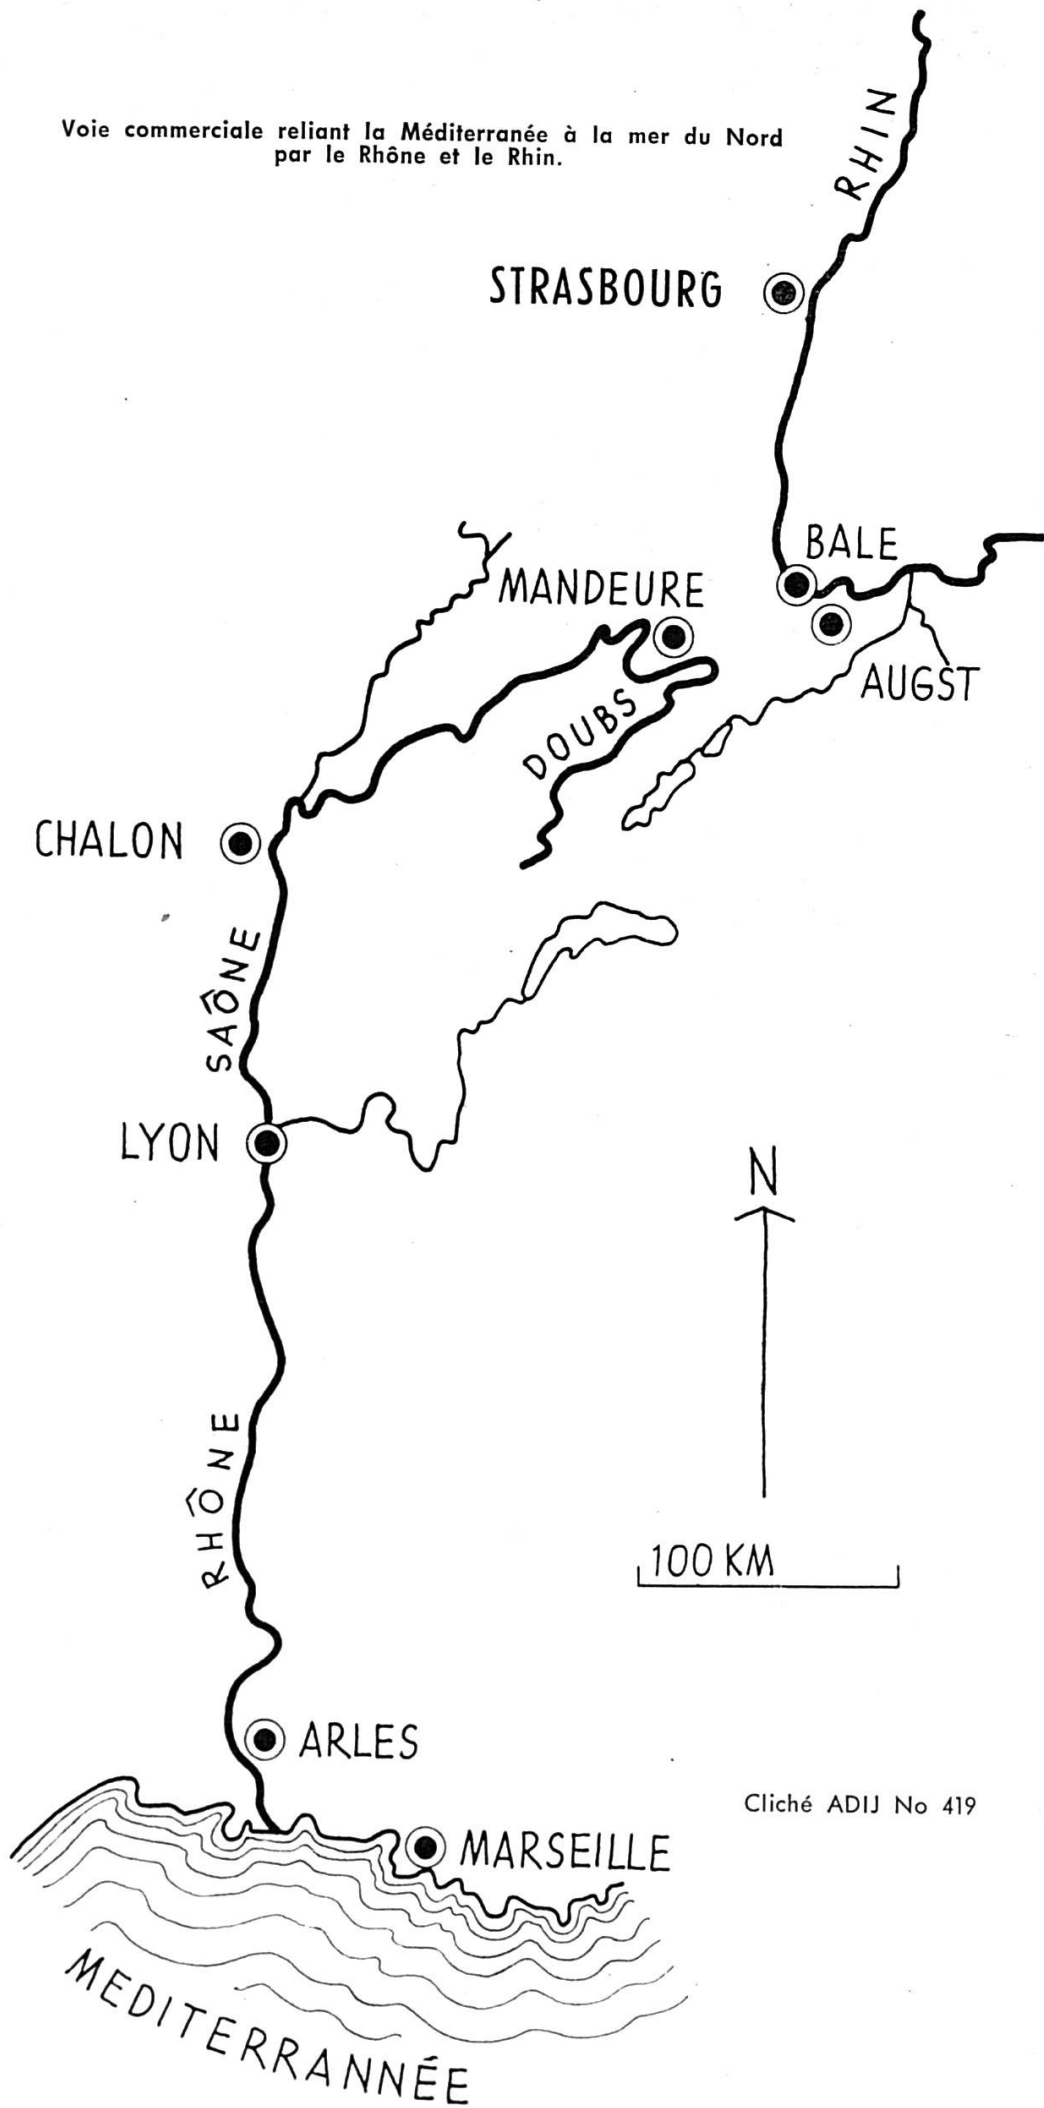 Voie commerciale reliant la Méditerranée à la mer du Nord
par le Rhône et le Rhin.
RHIN
STRASBOURG
BALE
MANDEURE
AUGST
DOUBS
CHALON
SAÔNE
LYON
N
RHÔNE
100 KM
ARLES
Cliché ADIJ No 419
MARSEILLE
MEDITERRANNÉE